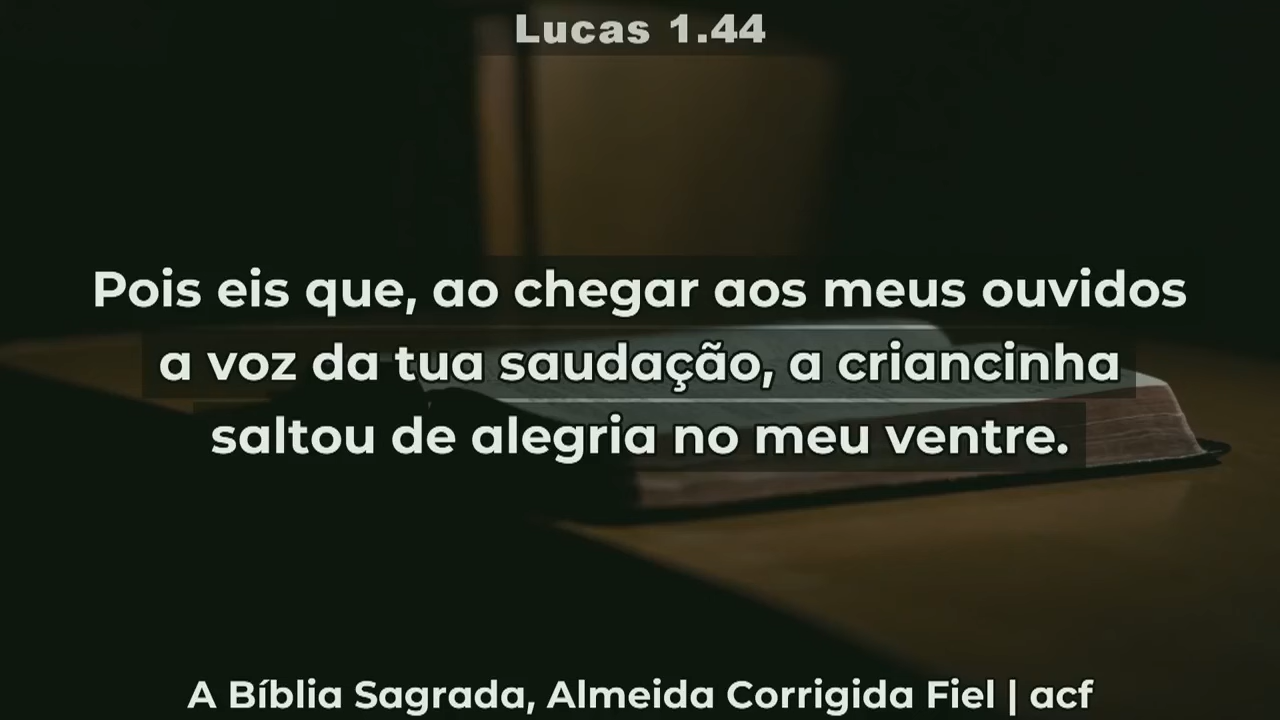 Lucas 1.44
Pois eis que, ao chegar aos meus ouvidos
a voz da tua saudação, a criancinha
saltou de alegria no meu ventre.
A Bíblia Sagrada, Almeida Corrigida Fiel | acf